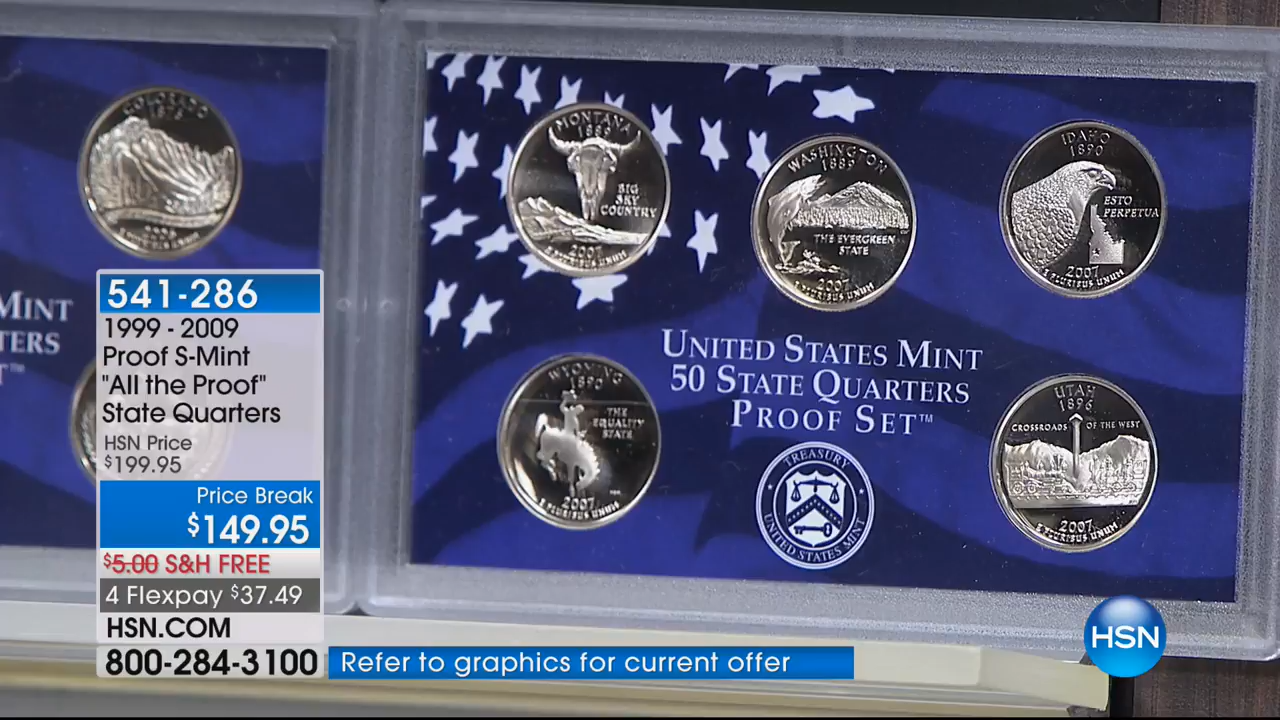 COLORADO
1876
MONTANA
1889
BIG
SKY
COUNTRY
2007
E PLURIBUS UNUM
WASHINGTON
1889
THE EVERGREEN
STATE
2007
E PLURIBUS UNUM
IDAHO
1890
ESTO
PERPETUA
2007
E PLURIBUS UNUM
MINT
TERS
WYOMING
1890
THE
EQUALITY
STATE
2007
E PLURIBUS UNUM
UNITED STATES MINT
50 STATE QUARTERS
PROOF SET™
TREASURY
UNITED STATES MINT
UTAH
1896
CROSSROADS OF THE WEST
2007
E PLURIBUS UNUM
541-286
1999 - 2009
Proof S-Mint
"All the Proof"
State Quarters
HSN Price
$199.95
Price Break
$149.95
$5.00 S&H FREE
4 Flexpay $37.49
HSN.COM
800-284-3100
Refer to graphics for current offer
HSN